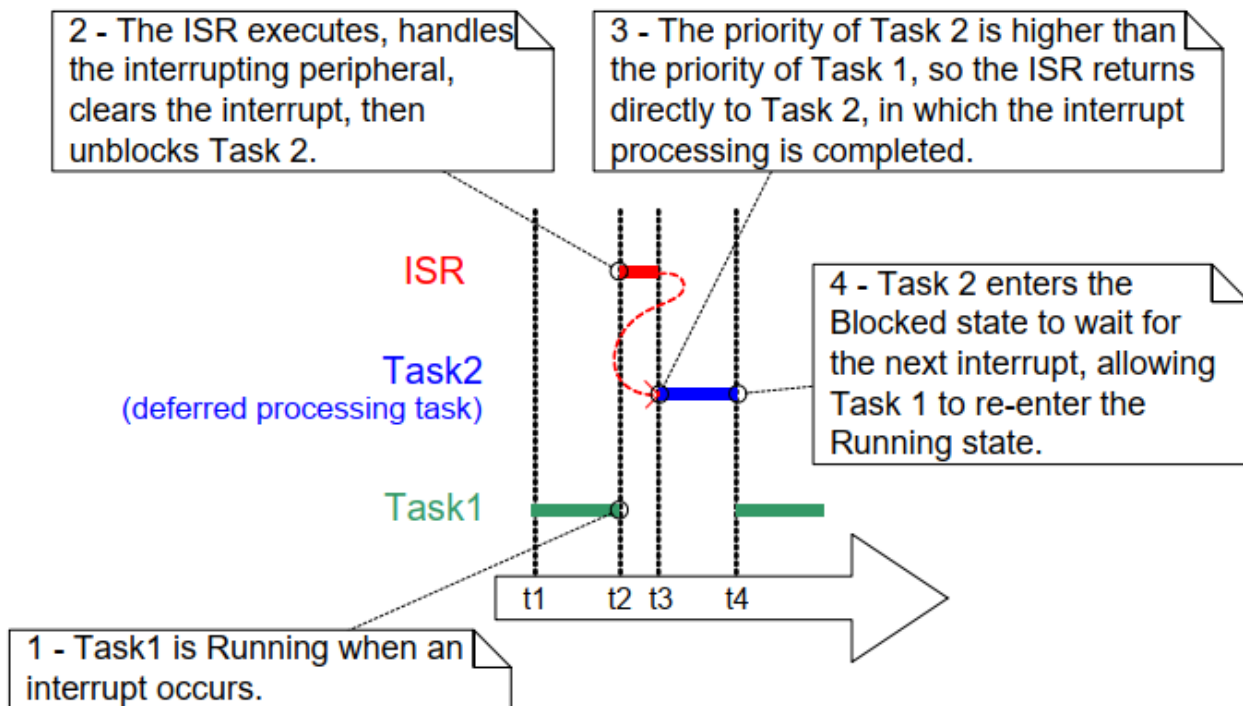 2 - The ISR executes, handles
the interrupting peripheral,
clears the interrupt, then
unblocks Task 2.
3 - The priority of Task 2 is higher than
the priority of Task 1, so the ISR returns
directly to Task 2, in which the interrupt
processing is completed.
ISR
Task2
(deferred processing task)
4 - Task 2 enters the
Blocked state to wait for
the next interrupt, allowing
Task 1 to re-enter the
Running state.
Task1
t1 t2 t3 t4
1 - Task1 is Running when an
interrupt occurs.